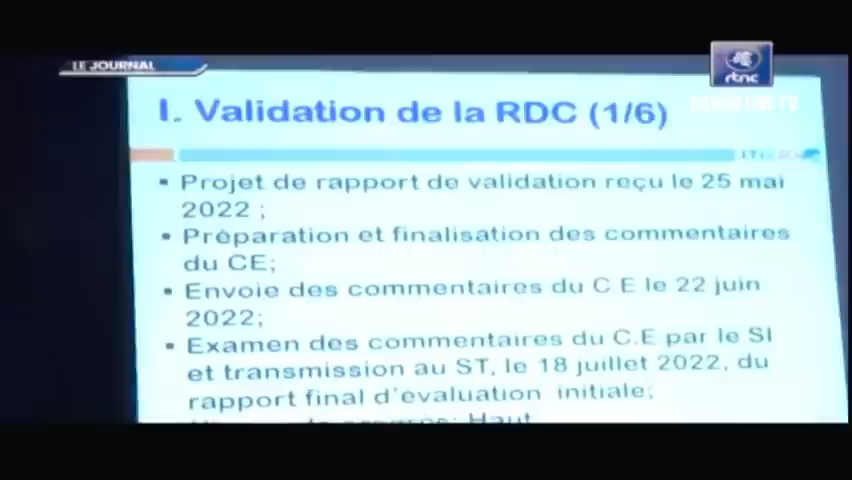 LE JOURNAL
rtnc
I. Validation de la RDC (1/6)
▪ Projet de rapport de validation reçu le 25 mai
2022 ;
▪ Préparation et finalisation des commentaires
du CE;
▪ Envoie des commentaires du C E le 22 juin
2022;
▪ Examen des commentaires du C.E par le SI
et transmission au ST, le 18 juillet 2022, du
rapport final d'évaluation initiale;
Haut